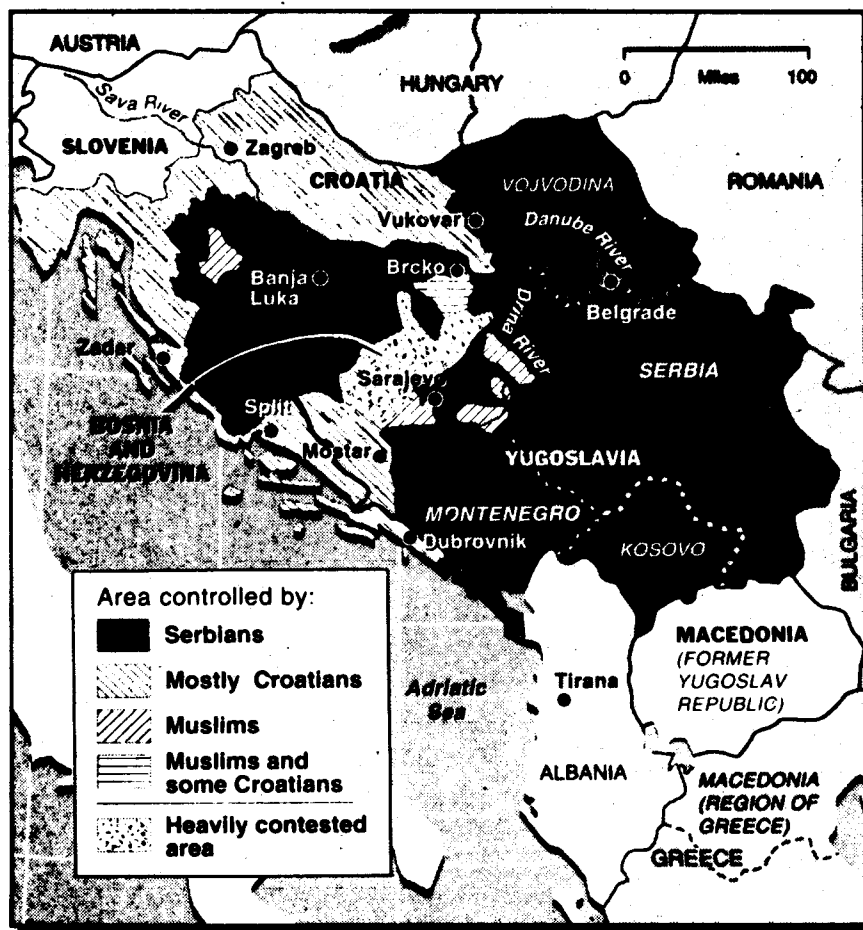 AUSTRIA
HUNGARY
0 Miles 100
Sava River
SLOVENIA
Zagreb
CROATIA
VOJVODINA
ROMANIA
Vukovar
Danube River
Banja
Luka
Brcko
Belgrade
Drina River
Zadar
Sarajevo
SERBIA
Split
BOSNIA
AND
HERZEGOVINA
Mostar
YUGOSLAVIA
MONTENEGRO
KOSOVO
Dubrovnik
BULGARIA
Area controlled by:
Serbians
Mostly Croatians
Muslims
Muslims and
some Croatians
Heavily contested
area
Adriatic
Sea
Tirana
ALBANIA
MACEDONIA
(FORMER
YUGOSLAV
REPUBLIC)
MACEDONIA
(REGION OF
GREECE)
GREECE